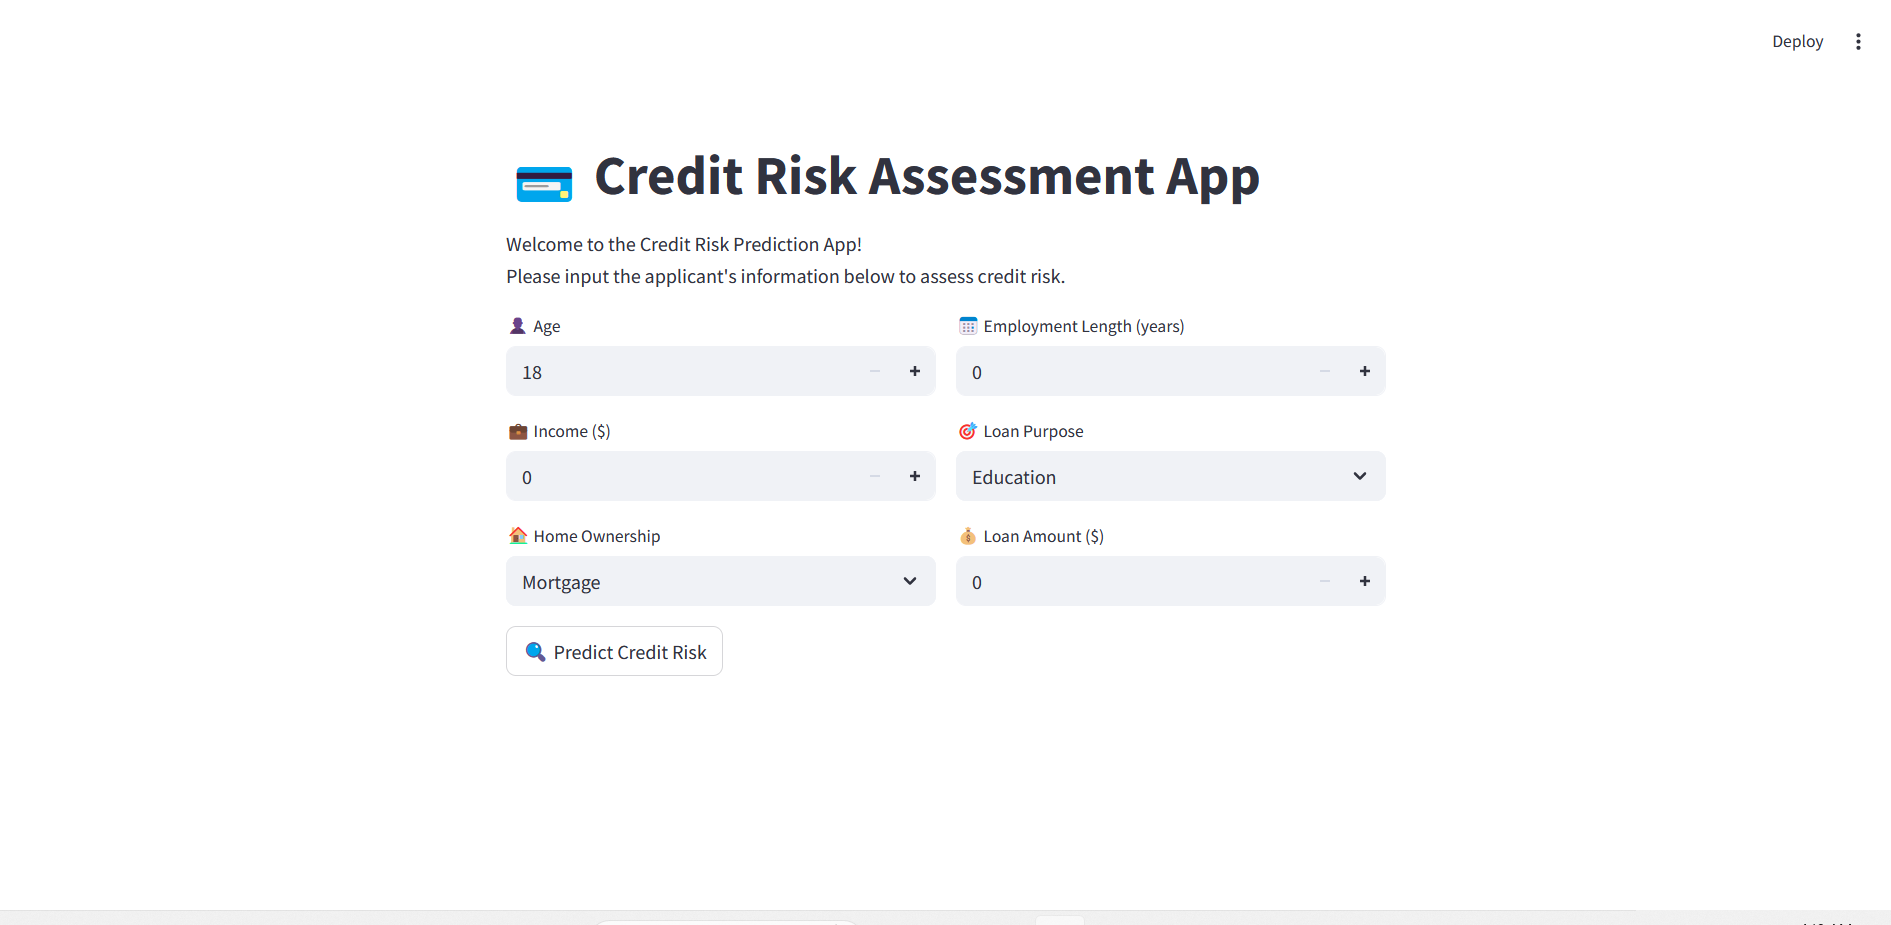 Deploy
Credit Risk Assessment App
Welcome to the Credit Risk Prediction App!
Please input the applicant's information below to assess credit risk.
Age
Employment Length (years)
18
0
Income ($)
Loan Purpose
0
Education
Home Ownership
Loan Amount ($)
Mortgage
0
Predict Credit Risk